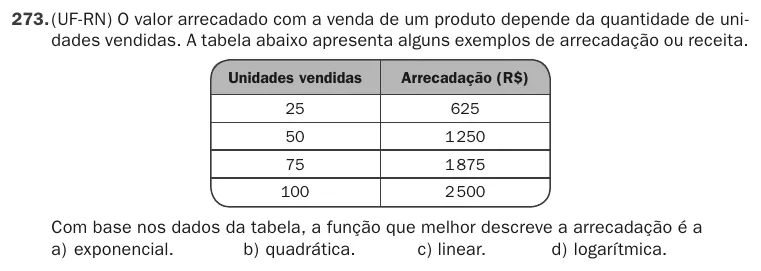 273.(UF-RN) O valor arrecadado com a venda de um produto depende da quantidade de uni-
dades vendidas. A tabela abaixo apresenta alguns exemplos de arrecadação ou receita.
Unidades vendidas Arrecadação (R$)
25 625
50 1250
75 1875
100 2500
Com base nos dados da tabela, a função que melhor descreve a arrecadação é a
a) exponencial. b) quadrática. c) linear. d) logarítmica.